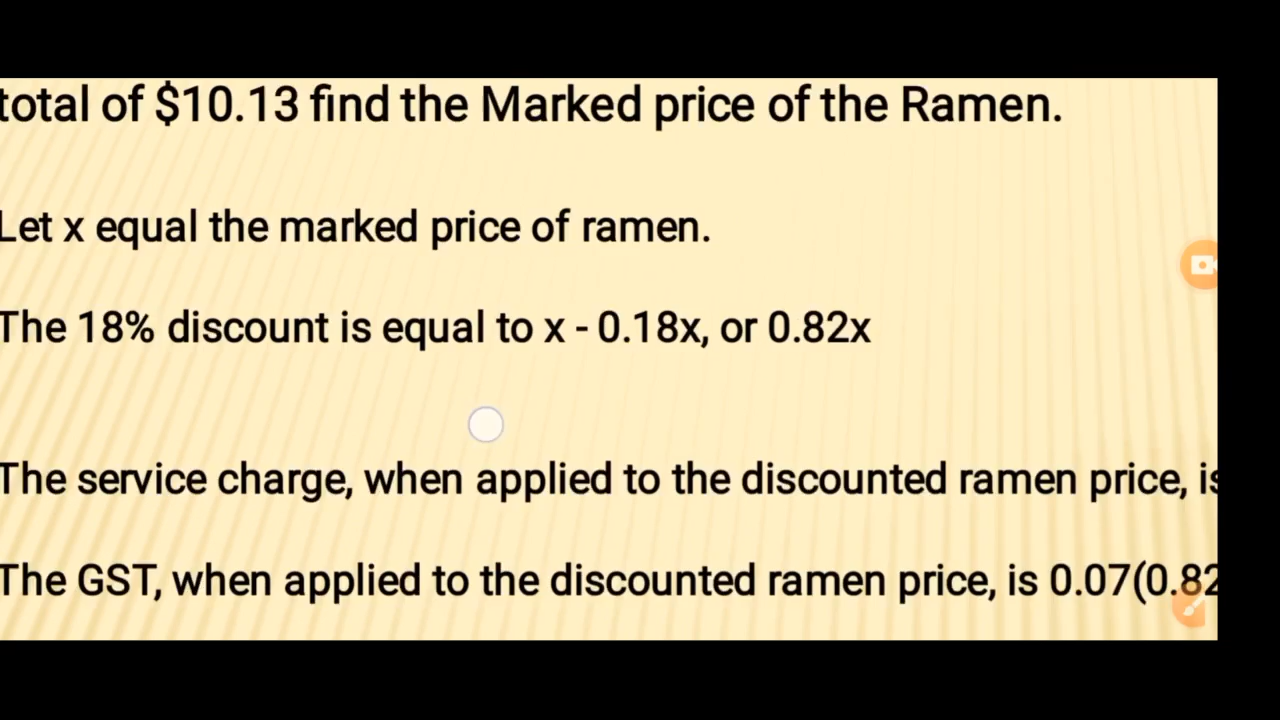 total of $10.13 find the Marked price of the Ramen.
Let x equal the marked price of ramen.
The 18% discount is equal to x - 0.18x, or 0.82x
The service charge, when applied to the discounted ramen price, is
The GST, when applied to the discounted ramen price, is 0.07(0.82